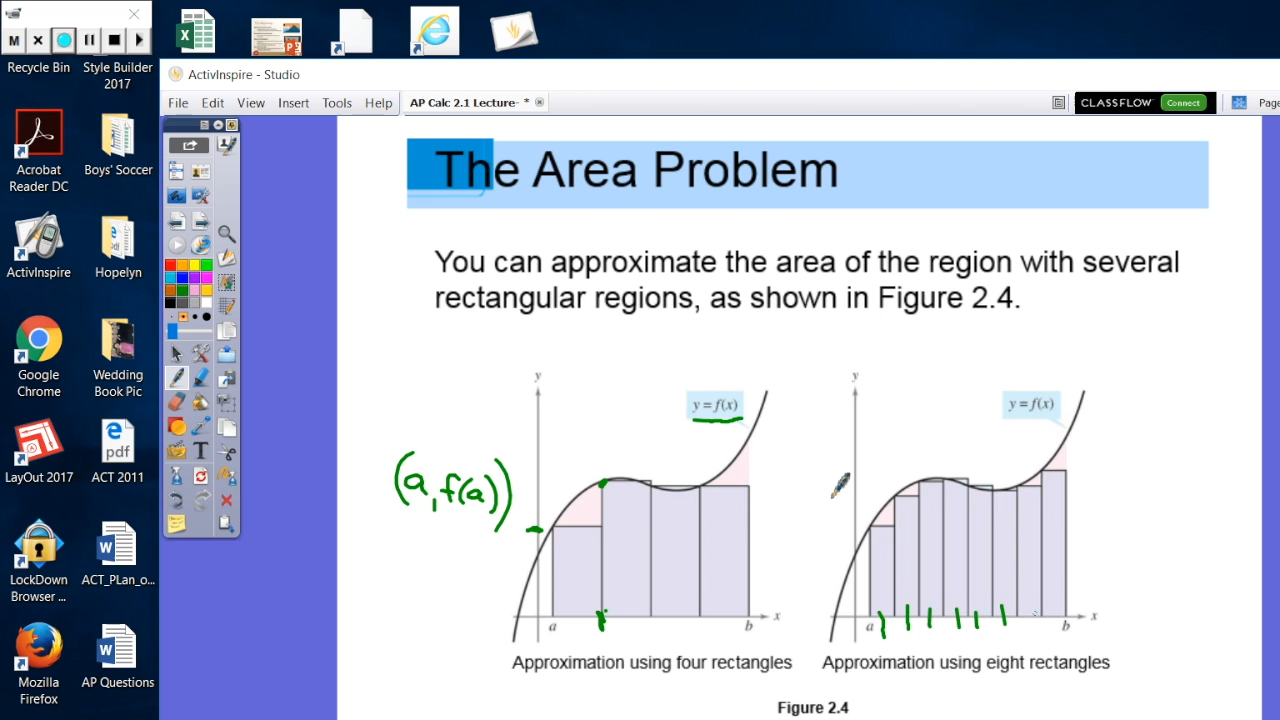 M
Recycle Bin
Style Builder
2017
Acrobat
Reader DC
Boys' Soccer
ActivInspire
Hopelyn
Google
Chrome
Wedding
Book Pic
LayOut 2017
pdf
ACT 2011
LockDown
Browser ...
ACT_PLan_o...
Mozilla
Firefox
AP Questions
ActivInspire - Studio
File Edit View Insert Tools Help
AP Calc 2.1 Lecture- *
CLASSFLOW Connect
Page
The Area Problem
You can approximate the area of the region with several
rectangular regions, as shown in Figure 2.4.
y
y = f(x)
(a, f(a))
a
b
x
Approximation using four rectangles
y
y = f(x)
a
b
x
Approximation using eight rectangles
Figure 2.4